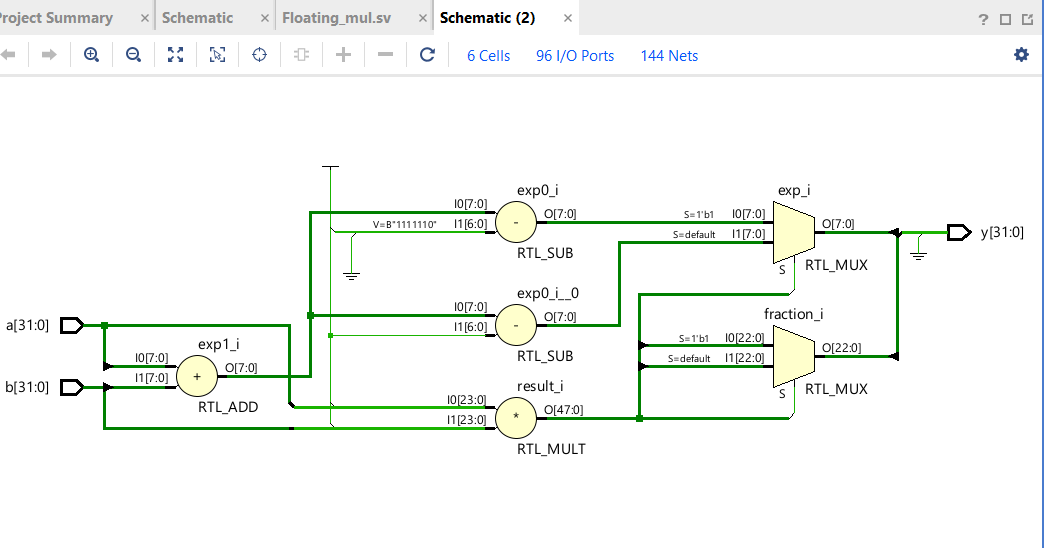 Project Summary × Schematic × Floating_mul.sv × Schematic (2) × ?
6 Cells 96 I/O Ports 144 Nets
exp0_i
I0[7:0]
I1[6:0]
V=B"1111110"
O[7:0]
-
RTL_SUB
exp_i
S=1'b1
I0[7:0]
S=default
I1[7:0]
O[7:0]
S
RTL_MUX
y[31:0]
exp0_i__0
I0[7:0]
I1[6:0]
O[7:0]
-
RTL_SUB
fraction_i
S=1'b1
I0[22:0]
S=default
I1[22:0]
O[22:0]
S
RTL_MUX
a[31:0]
b[31:0]
exp1_i
I0[7:0]
I1[7:0]
O[7:0]
+
RTL_ADD
result_i
I0[23:0]
I1[23:0]
O[47:0]
*
RTL_MULT